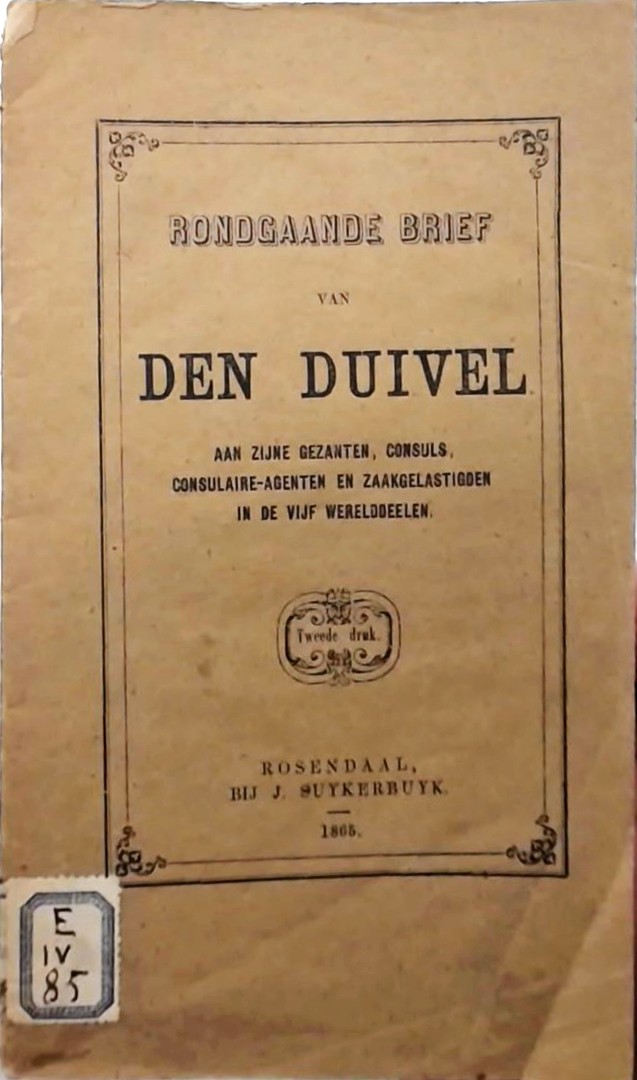 RONDGAANDE BRIEF
VAN
DEN DUIVEL
AAN ZIJNE GEZANTEN, CONSULS,
CONSULAIRE-AGENTEN EN ZAAKGELASTIGDEN
IN DE VIJF WERELDDEELEN.
Tweede druk.
ROSENDAAL,
BIJ J. SUYKERBUYK.
1865.
E
IV
85